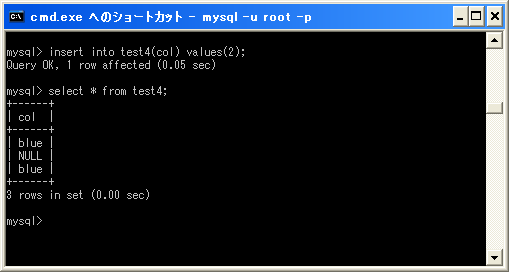 cmd.exe へのショートカット - mysql -u root -p
mysql> insert into test4(col) values(2);
Query OK, 1 row affected (0.05 sec)
mysql> select * from test4;
+------+
| col  |
+------+
| blue |
| NULL |
| blue |
+------+
3 rows in set (0.00 sec)
mysql>